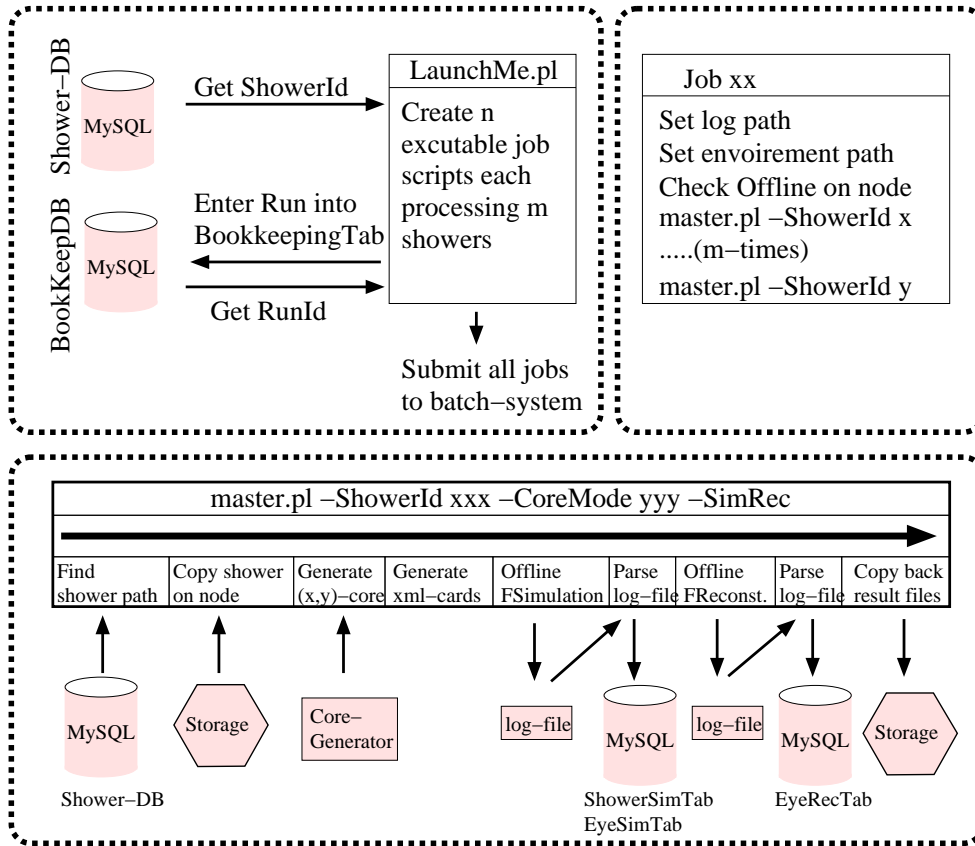 Shower−DB
MySQL
Get ShowerId
BookKeepDB
MySQL
Enter Run into
BookkeepingTab
Get RunId
LaunchMe.pl
Create n
excutable job
scripts each
processing m
showers
Submit all jobs
to batch−system
Job xx
Set log path
Set envoirement path
Check Offline on node
master.pl −ShowerId x
.....(m−times)
master.pl −ShowerId y
master.pl −ShowerId xxx −CoreMode yyy −SimRec
Find
shower path
Copy shower
on node
Generate
(x,y)−core
Generate
xml−cards
Offline
FSimulation
Parse
log−file
Offline
FReconst.
Parse
log−file
Copy back
result files
MySQL
Shower−DB
Storage
Core−
Generator
log−file
MySQL
ShowerSimTab
EyeSimTab
log−file
MySQL
EyeRecTab
Storage